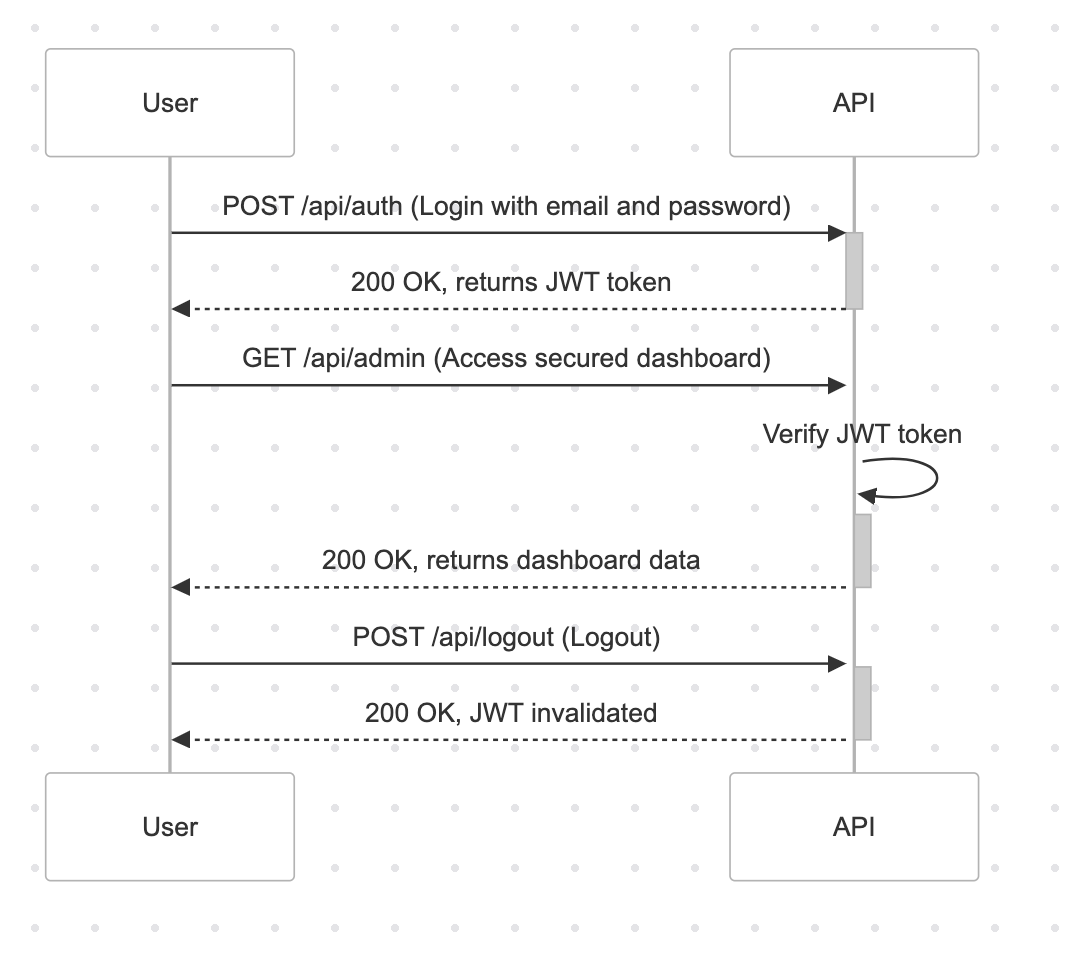 User
API
POST /api/auth (Login with email and password)
200 OK, returns JWT token
GET /api/admin (Access secured dashboard)
Verify JWT token
200 OK, returns dashboard data
POST /api/logout (Logout)
200 OK, JWT invalidated
User
API